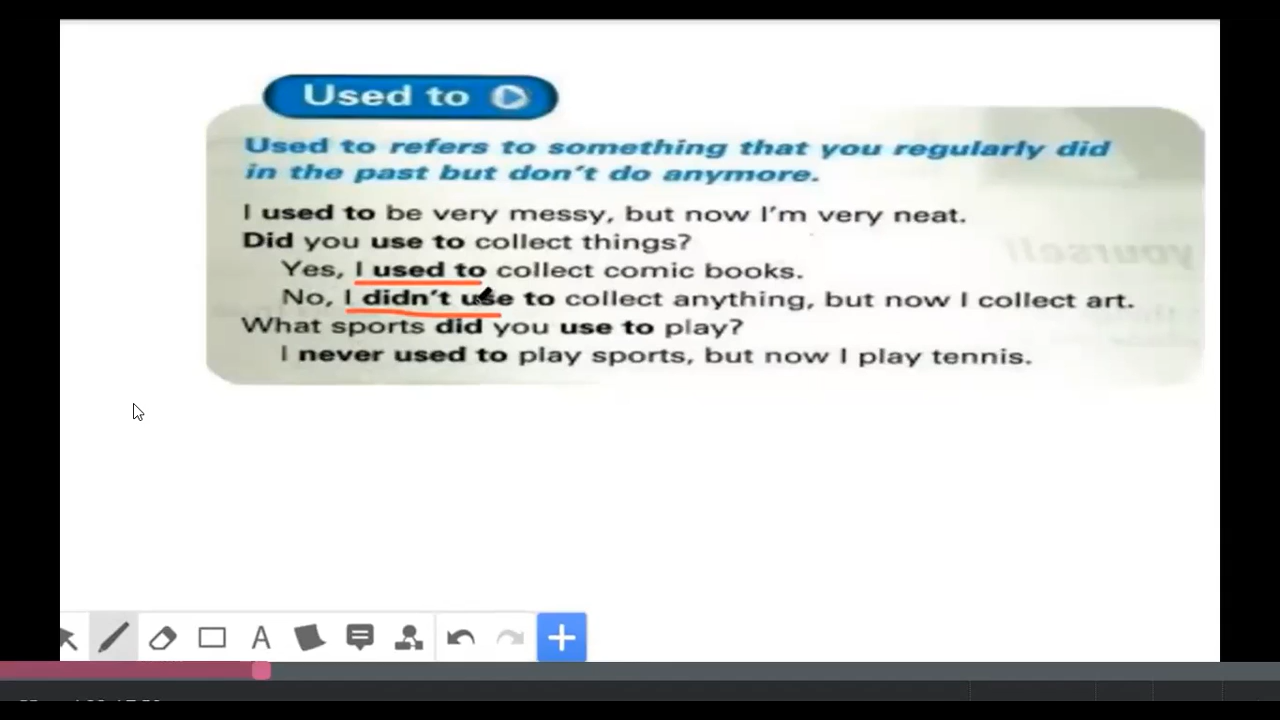 Used to
Used to refers to something that you regularly did
in the past but don't do anymore.
I used to be very messy, but now I'm very neat.
Did you use to collect things?
Yes, I used to collect comic books.
No, I didn't use to collect anything, but now I collect art.
What sports did you use to play?
I never used to play sports, but now I play tennis.
yourself
A